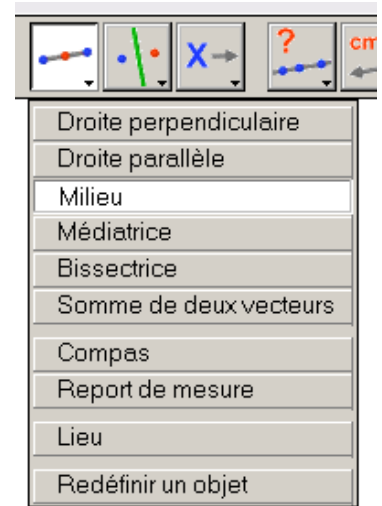 X
?
cm
Droite perpendiculaire
Droite parallèle
Milieu
Médiatrice
Bissectrice
Somme de deux vecteurs
Compas
Report de mesure
Lieu
Redéfinir un objet